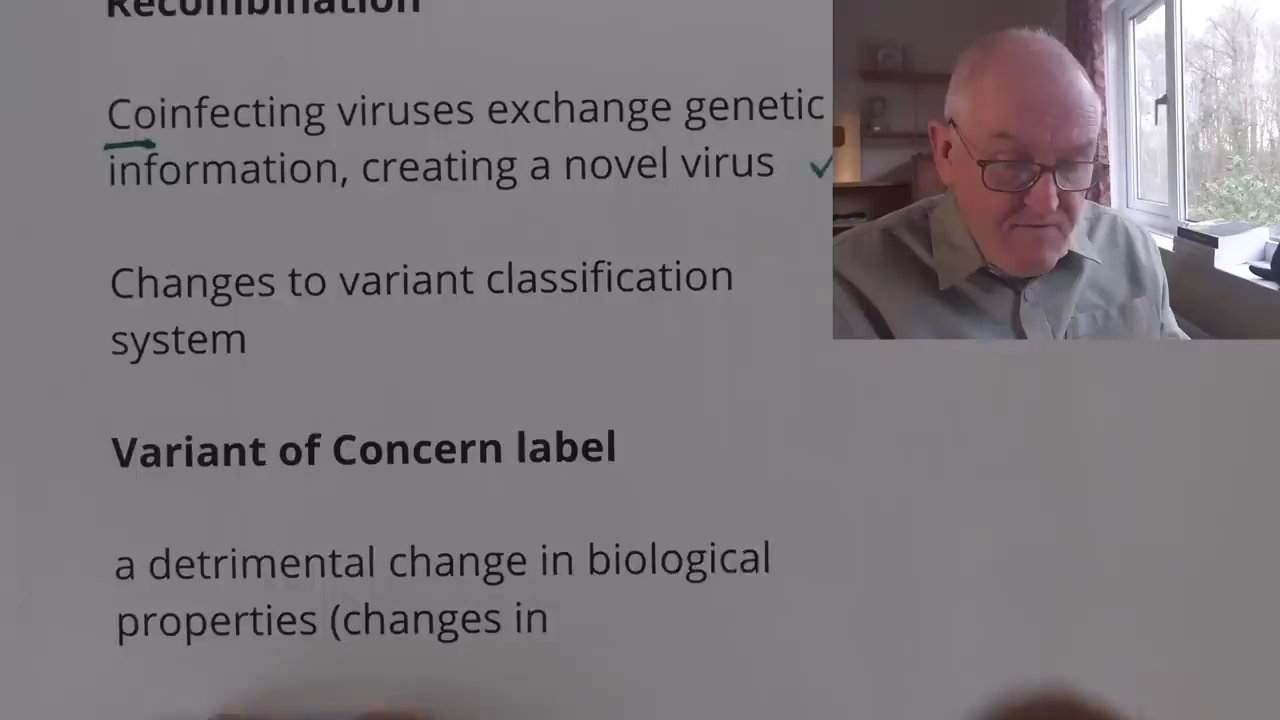 Recombination
Coinfecting viruses exchange genetic
information, creating a novel virus
Changes to variant classification
system
Variant of Concern label
a detrimental change in biological
properties (changes in